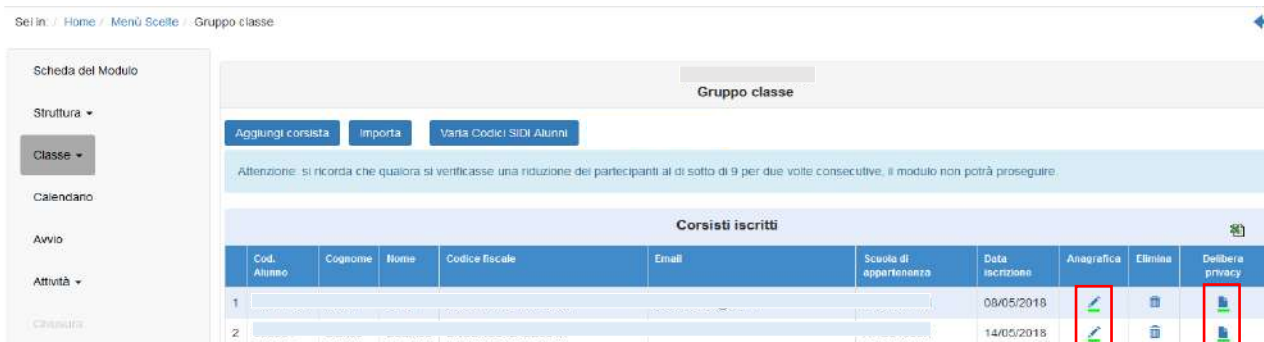 Sei in: / Home / Menù Scelte / Gruppo classe
Scheda del Modulo
Struttura
Classe
Calendario
Avvio
Attività
Chiusura
Gruppo classe
Aggiungi corsista Importa Varia Codici SIDI Alunni
Attenzione: si ricorda che qualora si verificasse una riduzione dei partecipanti al di sotto di 9 per due volte consecutive, il modulo non potrà proseguire.
Corsisti iscritti
Cod. Alunno Cognome Nome Codice fiscale Email Scuola di appartenenza Data iscrizione Anagrafica Elimina Delibera privacy
1 08/05/2018
2 14/05/2018